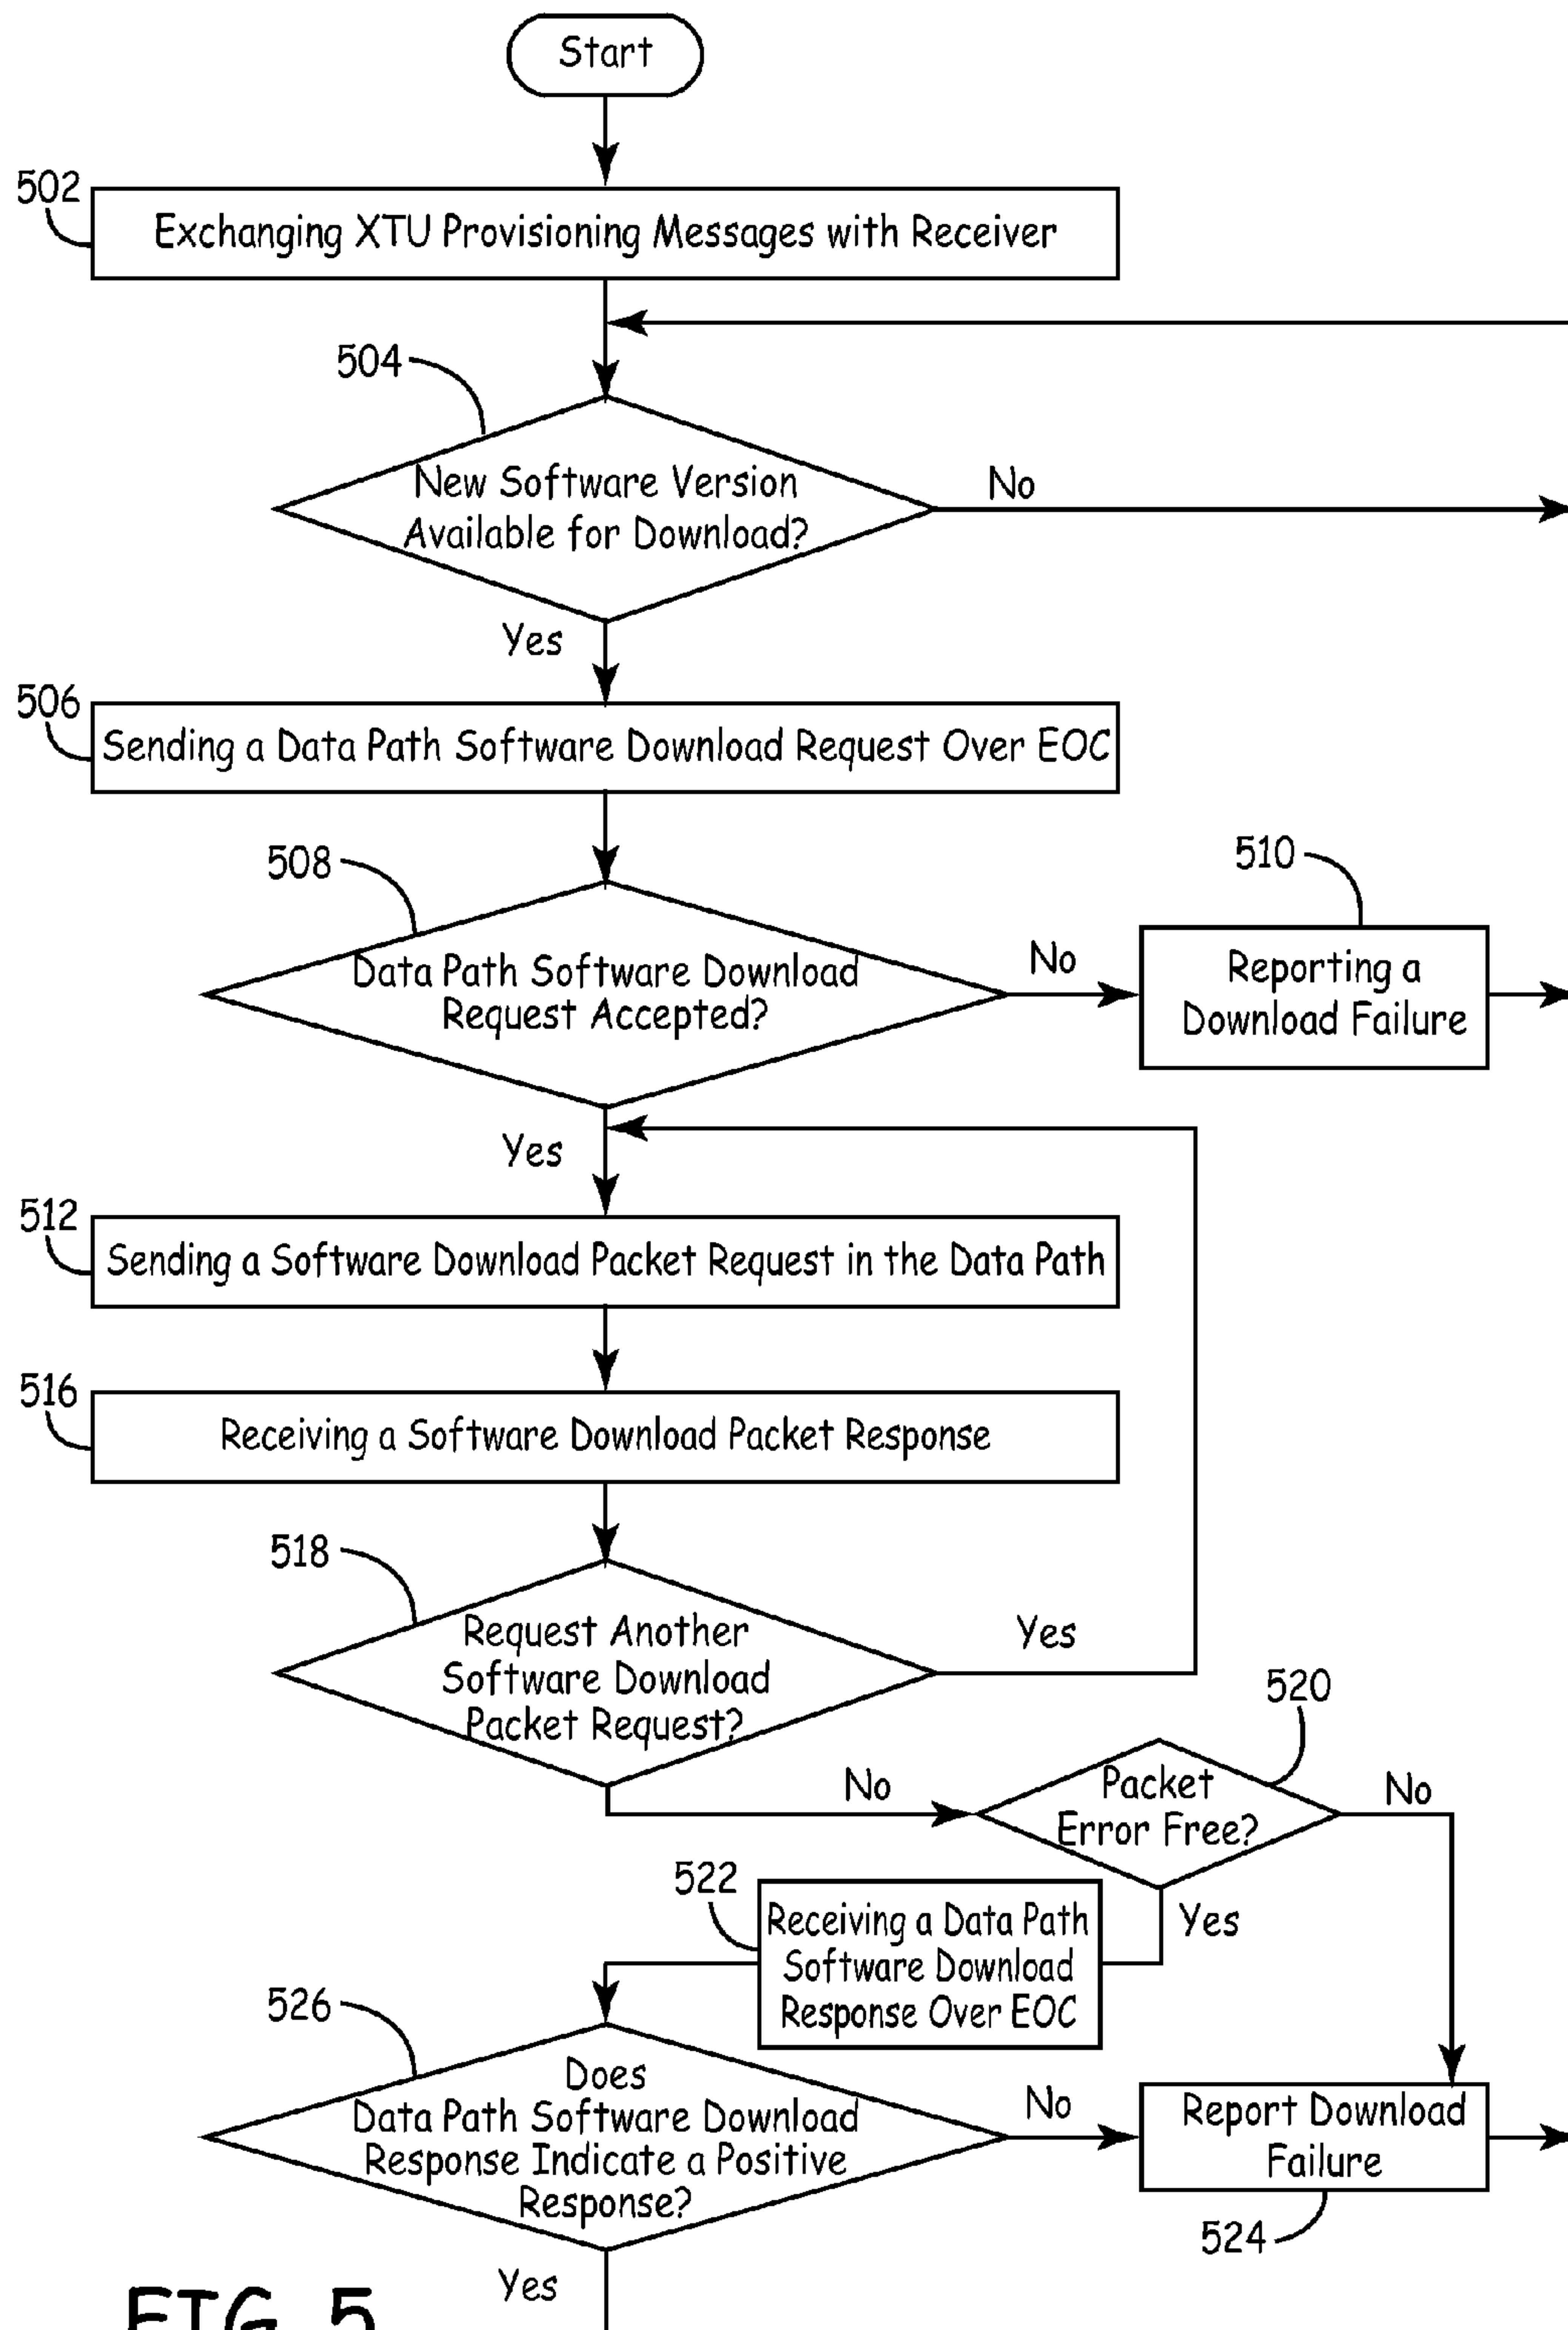 Start
502
Exchanging XTU Provisioning Messages with Receiver
504
New Software Version
Available for Download?
No
Yes
506
Sending a Data Path Software Download Request Over EOC
508
510
Data Path Software Download
Request Accepted?
No
Reporting a
Download Failure
Yes
512
Sending a Software Download Packet Request in the Data Path
516
Receiving a Software Download Packet Response
518
Request Another
Software Download
Packet Request?
Yes
520
No
Packet
Error Free?
No
522
Receiving a Data Path
Software Download
Response Over EOC
Yes
526
Does
Data Path Software Download
Response Indicate a Positive
Response?
No
Report Download
Failure
524
Yes
FIG. 5